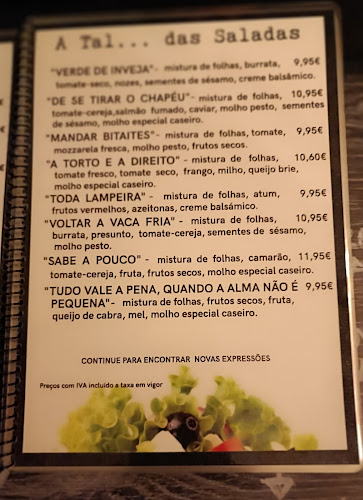 A Tal... das Saladas
"VERDE DE INVEJA"- mistura de folhas, burrata, 9,95€
tomate-seco, nozes, sementes de sésamo, creme balsâmico.
"DE SE TIRAR O CHAPÉU"- mistura de folhas, 10,95€
tomate-cereja,salmão fumado, caviar, molho pesto, sementes
de sésamo, molho especial caseiro.
"MANDAR BITAITES"- mistura de folhas, tomate, 9,95€
mozzarela fresca, molho pesto, frutos secos.
"A TORTO E A DIREITO"- mistura de folhas, 10,60€
tomate fresco, tomate seco, frango, milho, queijo brie,
molho especial caseiro.
"TODA LAMPEIRA"- mistura de folhas, atum, 9,95€
frutos vermelhos, azeitonas, creme balsâmico.
"VOLTAR A VACA FRIA"- mistura de folhas, 10,95€
burrata, presunto, tomate-cereja, sementes de sésamo,
molho pesto.
"SABE A POUCO"- mistura de folhas, camarão, 11,95€
tomate-cereja, fruta, frutos secos, molho especial caseiro.
"TUDO VALE A PENA, QUANDO A ALMA NÃO É 9,95€
PEQUENA"- mistura de folhas, frutos secos, fruta,
queijo de cabra, mel, molho especial caseiro.
CONTINUE PARA ENCONTRAR NOVAS EXPRESSÕES
Preços com IVA incluído a taxa em vigor